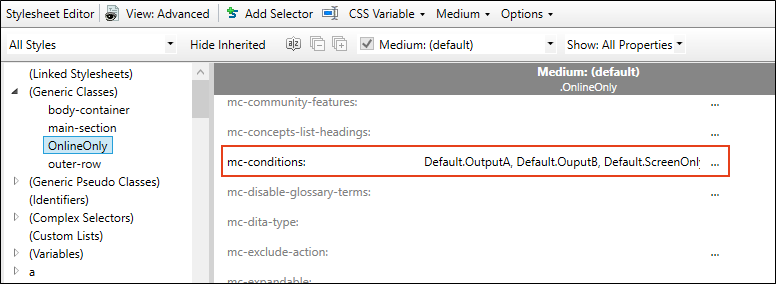 Stylesheet Editor View: Advanced Add Selector CSS Variable Medium Options
All Styles Hide Inherited Medium: (default) Show: All Properties
(Linked Stylesheets)
(Generic Classes)
body-container
main-section
OnlineOnly
outer-row
(Generic Pseudo Classes)
(Identifiers)
(Complex Selectors)
(Custom Lists)
(Variables)
a
Medium: (default)
.OnlineOnly
mc-community-features: ...
mc-concepts-list-headings: ...
mc-conditions: Default.OutputA, Default.OuputB, Default.ScreenOnly ...
mc-disable-glossary-terms: ...
mc-dita-type:
mc-exclude-action: ...
mc-expandable: